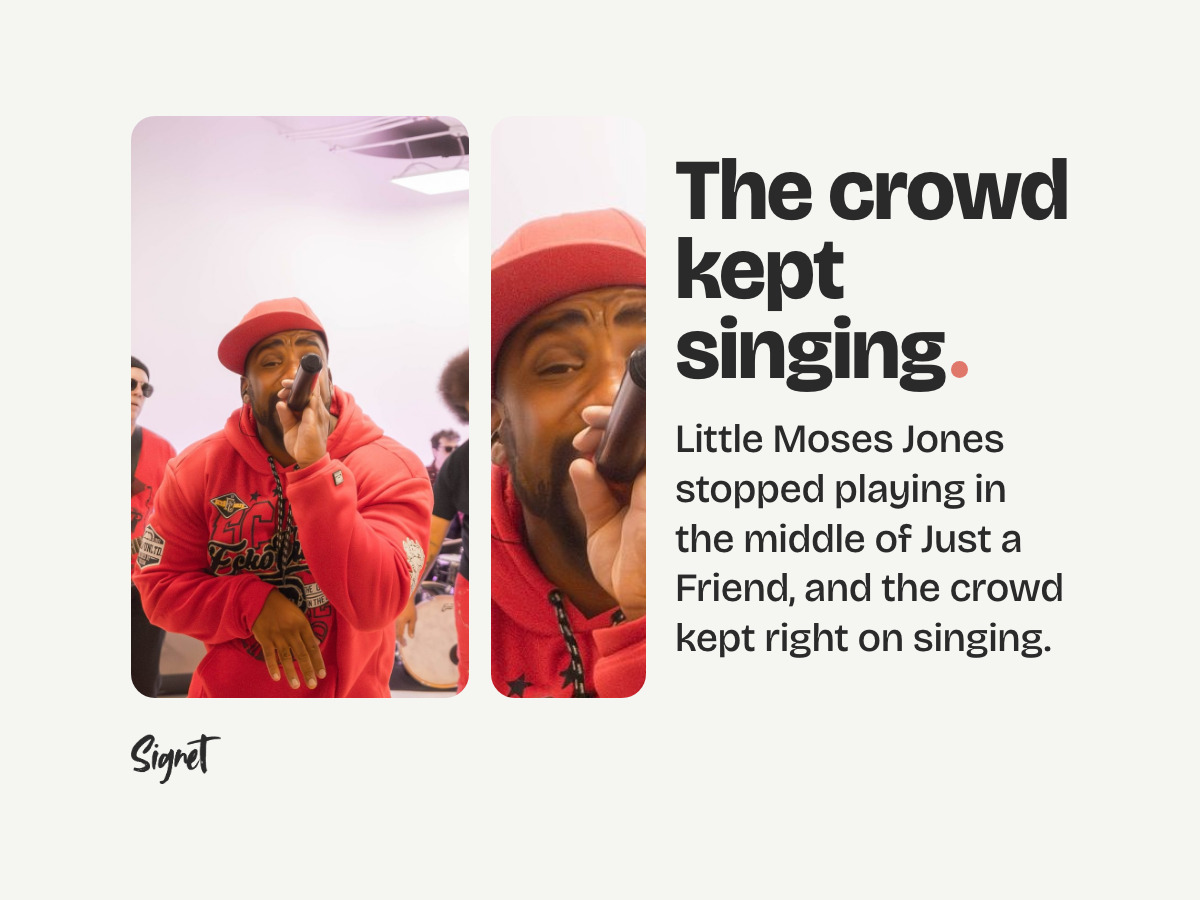 The crowd
kept
singing.
Little Moses Jones
stopped playing in
the middle of Just a
Friend, and the crowd
kept right on singing.
Signet